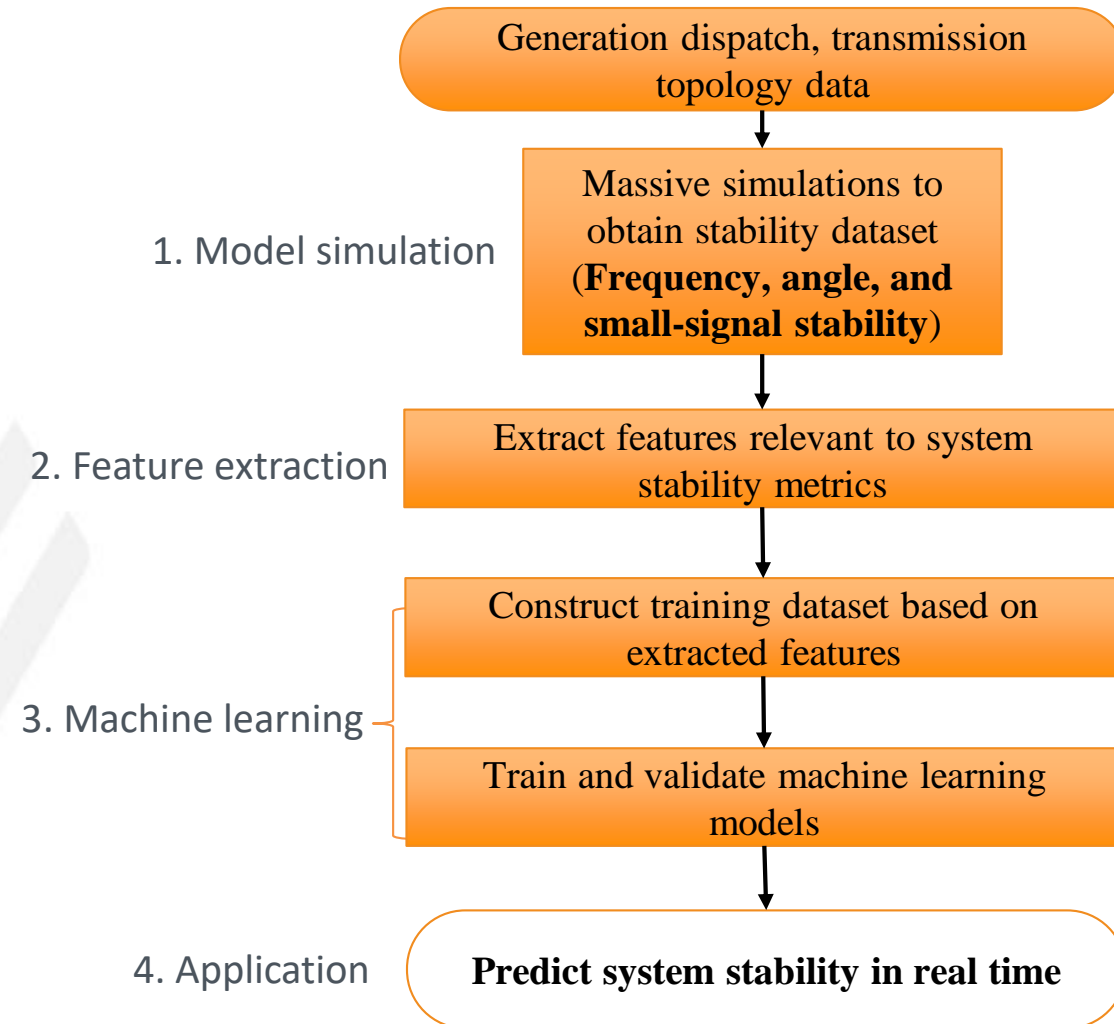 Generation dispatch, transmission
topology data
1. Model simulation
Massive simulations to
obtain stability dataset
(Frequency, angle, and
small-signal stability)
2. Feature extraction
Extract features relevant to system
stability metrics
3. Machine learning
Construct training dataset based on
extracted features
Train and validate machine learning
models
4. Application
Predict system stability in real time